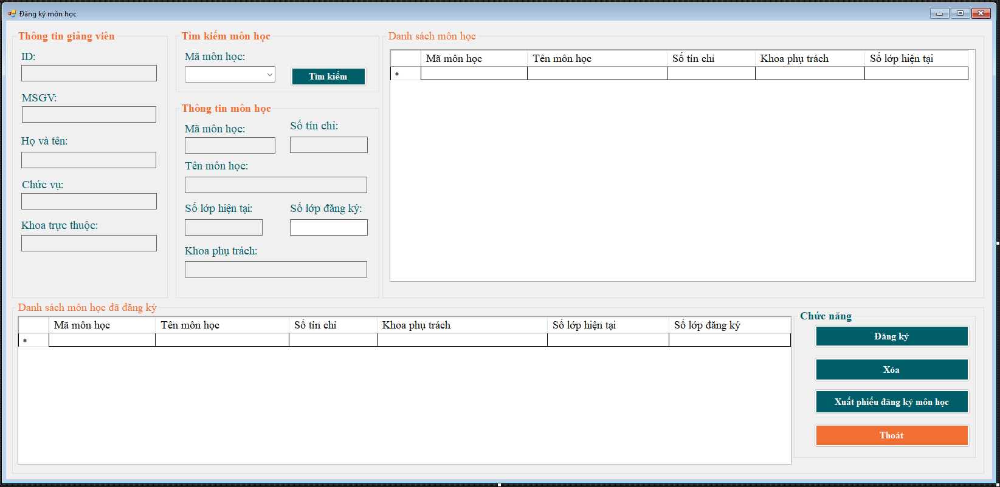 Đăng ký môn học
Thông tin giảng viên
ID:
MSGV:
Họ và tên:
Chức vụ:
Khoa trực thuộc:
Tìm kiếm môn học
Mã môn học:
Tìm kiếm
Thông tin môn học
Mã môn học:
Số tín chỉ:
Tên môn học:
Số lớp hiện tại:
Số lớp đăng ký:
Khoa phụ trách:
Danh sách môn học
Mã môn học Tên môn học Số tín chỉ Khoa phụ trách Số lớp hiện tại
Danh sách môn học đã đăng ký
Mã môn học Tên môn học Số tín chỉ Khoa phụ trách Số lớp hiện tại Số lớp đăng ký
Chức năng
Đăng ký
Xóa
Xuất phiếu đăng ký môn học
Thoát